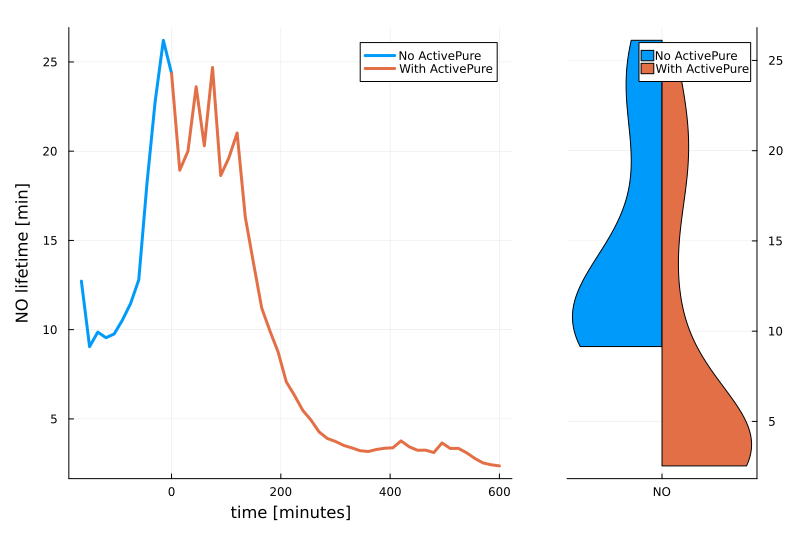 No ActivePure
With ActivePure
NO lifetime [min]
25
20
15
10
5
0
200
400
600
time [minutes]
No ActivePure
With ActivePure
25
20
15
10
5
NO